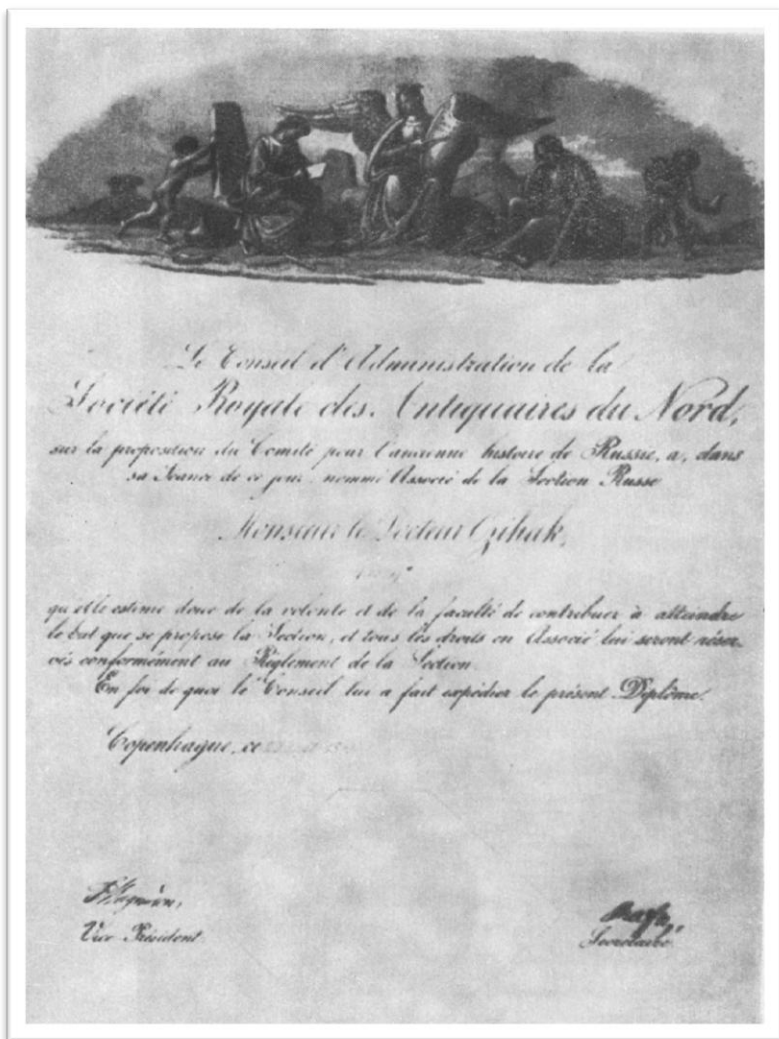 Le Conseil d'Administration de la
Société Royale des Antiquaires du Nord,
sur la proposition du Comité pour l'ancienne histoire de Russie, a, dans
sa Séance de ce jour nommé Associé de la Section Russe
Monsieur le Docteur Czihak,
qu'elle estime doué de la volonté et de la faculté de contribuer à atteindre
le but que se propose la Section, et tous les droits en Associé lui seront réser-
vés conformément au Règlement de la Section.
En foi de quoi le Conseil lui a fait expédier le présent Diplôme.
Copenhague, ce
Vice Président.
Rafn,
Secrétaire.